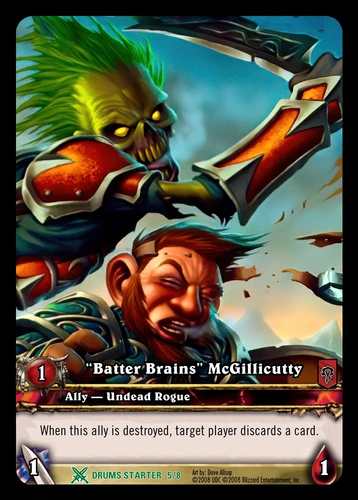 1
“Batter Brains” McGillicutty
Ally — Undead Rogue
When this ally is destroyed, target player discards a card.
1
DRUMS STARTER 5/8
Art by: Dave Allsop
©2008 UDC ©2008 Blizzard Entertainment, Inc.
1